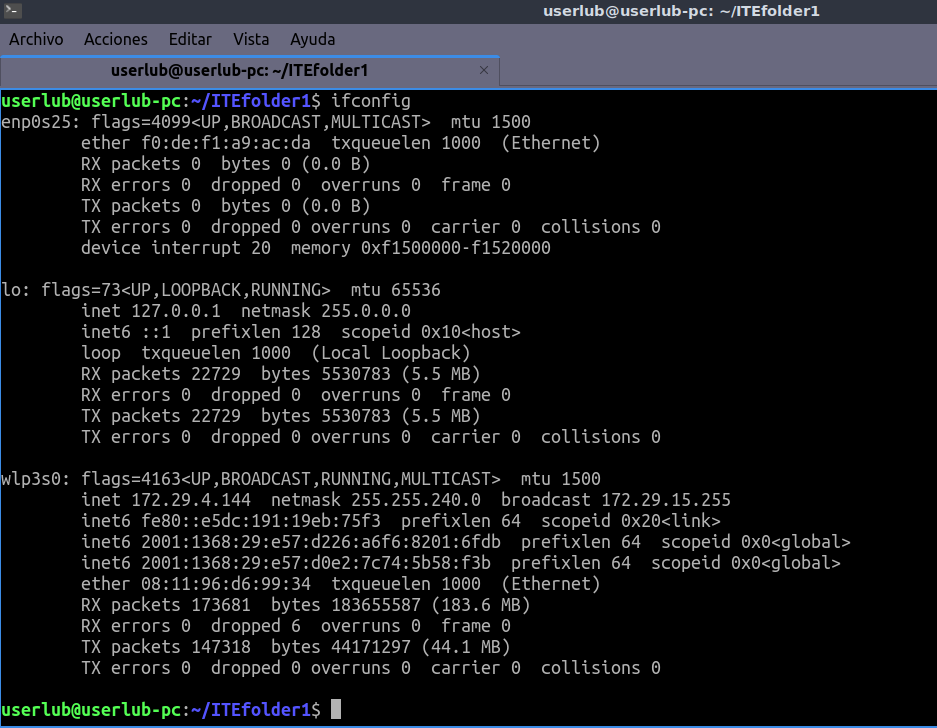 userlub@userlub-pc: ~/ITEfolder1
Archivo Acciones Editar Vista Ayuda
userlub@userlub-pc: ~/ITEfolder1 ×
userlub@userlub-pc:~/ITEfolder1$ ifconfig
enp0s25: flags=4099<UP,BROADCAST,MULTICAST>  mtu 1500
        ether f0:de:f1:a9:ac:da  txqueuelen 1000  (Ethernet)
        RX packets 0  bytes 0 (0.0 B)
        RX errors 0  dropped 0  overruns 0  frame 0
        TX packets 0  bytes 0 (0.0 B)
        TX errors 0  dropped 0 overruns 0  carrier 0  collisions 0
        device interrupt 20  memory 0xf1500000-f1520000

lo: flags=73<UP,LOOPBACK,RUNNING>  mtu 65536
        inet 127.0.0.1  netmask 255.0.0.0
        inet6 ::1  prefixlen 128  scopeid 0x10<host>
        loop  txqueuelen 1000  (Local Loopback)
        RX packets 22729  bytes 5530783 (5.5 MB)
        RX errors 0  dropped 0  overruns 0  frame 0
        TX packets 22729  bytes 5530783 (5.5 MB)
        TX errors 0  dropped 0 overruns 0  carrier 0  collisions 0

wlp3s0: flags=4163<UP,BROADCAST,RUNNING,MULTICAST>  mtu 1500
        inet 172.29.4.144  netmask 255.255.240.0  broadcast 172.29.15.255
        inet6 fe80::e5dc:191:19eb:75f3  prefixlen 64  scopeid 0x20<link>
        inet6 2001:1368:29:e57:d226:a6f6:8201:6fdb  prefixlen 64  scopeid 0x0<global>
        inet6 2001:1368:29:e57:d0e2:7c74:5b58:f3b  prefixlen 64  scopeid 0x0<global>
        ether 08:11:96:d6:99:34  txqueuelen 1000  (Ethernet)
        RX packets 173681  bytes 183655587 (183.6 MB)
        RX errors 0  dropped 6  overruns 0  frame 0
        TX packets 147318  bytes 44171297 (44.1 MB)
        TX errors 0  dropped 0 overruns 0  carrier 0  collisions 0

userlub@userlub-pc:~/ITEfolder1$